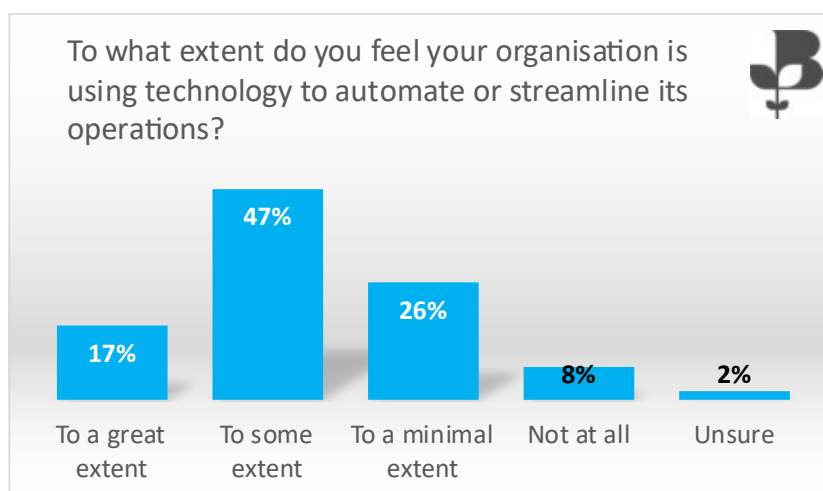 To what extent do you feel your organisation is
using technology to automate or streamline its
operations?
47%
26%
17%
8%
2%
To a great
extent
To some
extent
To a minimal
extent
Not at all
Unsure